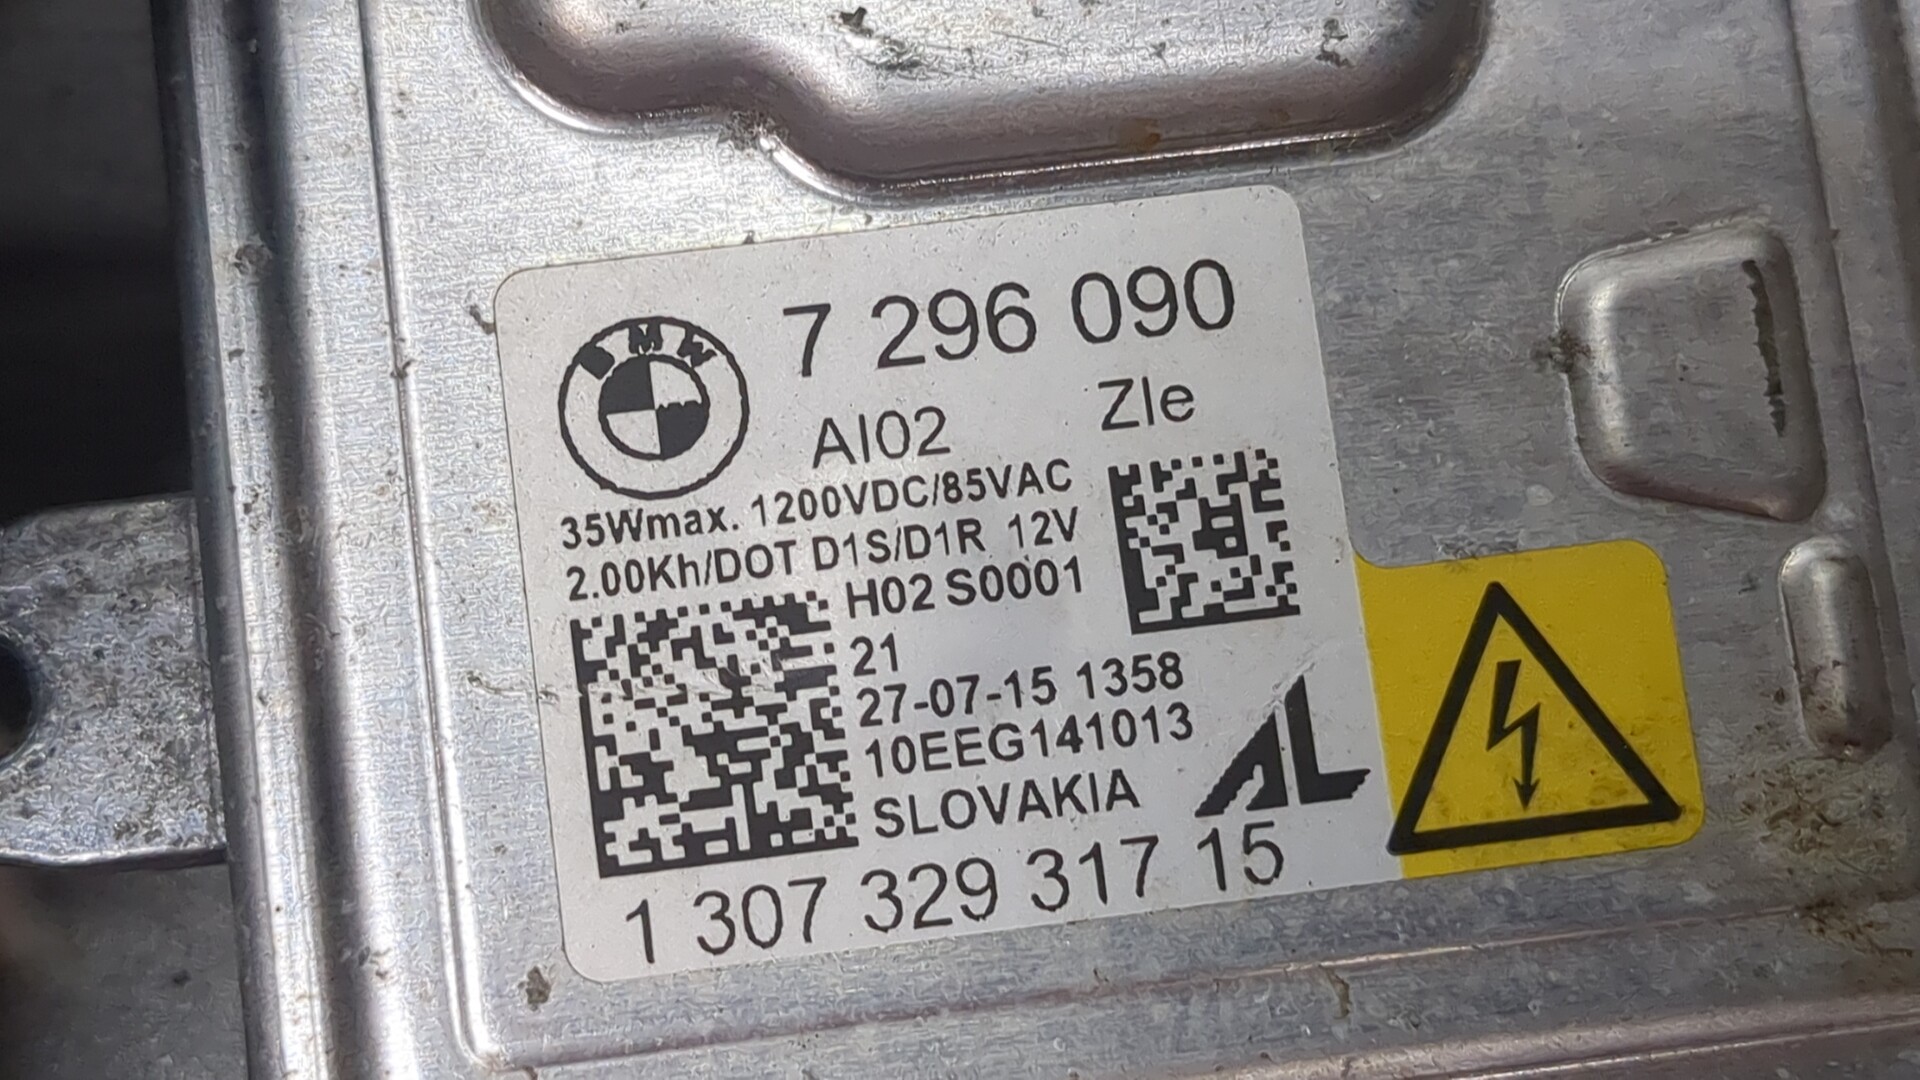 BMW
7 296 090
AI02 Zle
35Wmax. 1200VDC/85VAC
2.00Kh/DOT D1S/D1R 12V
H02 S0001
21
27-07-15 1358
10EEG141013
SLOVAKIA
AL
1 307 329 317 15